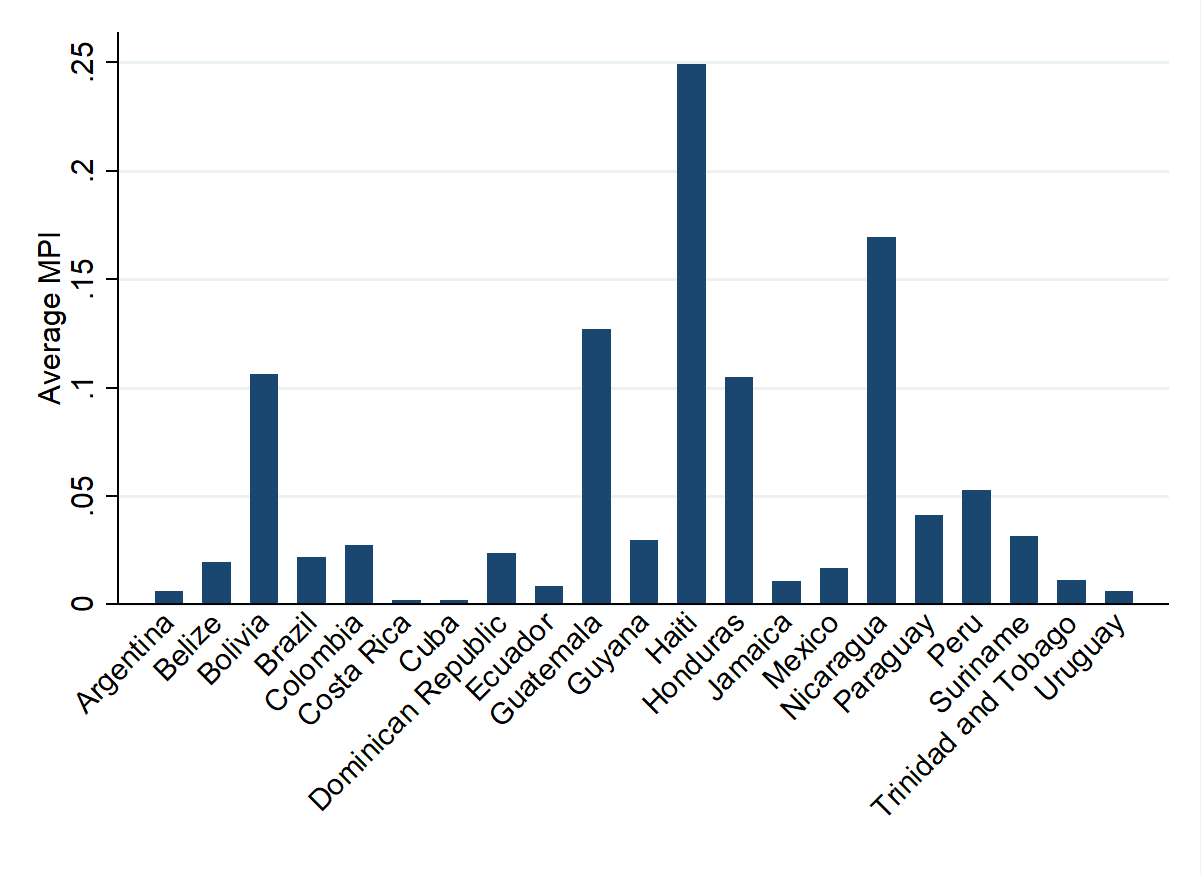 Average MPI
.25
.2
.15
.1
.05
0
Argentina
Belize
Bolivia
Brazil
Colombia
Costa Rica
Cuba
Dominican Republic
Ecuador
Guatemala
Guyana
Haiti
Honduras
Jamaica
Mexico
Nicaragua
Paraguay
Peru
Suriname
Trinidad and Tobago
Uruguay